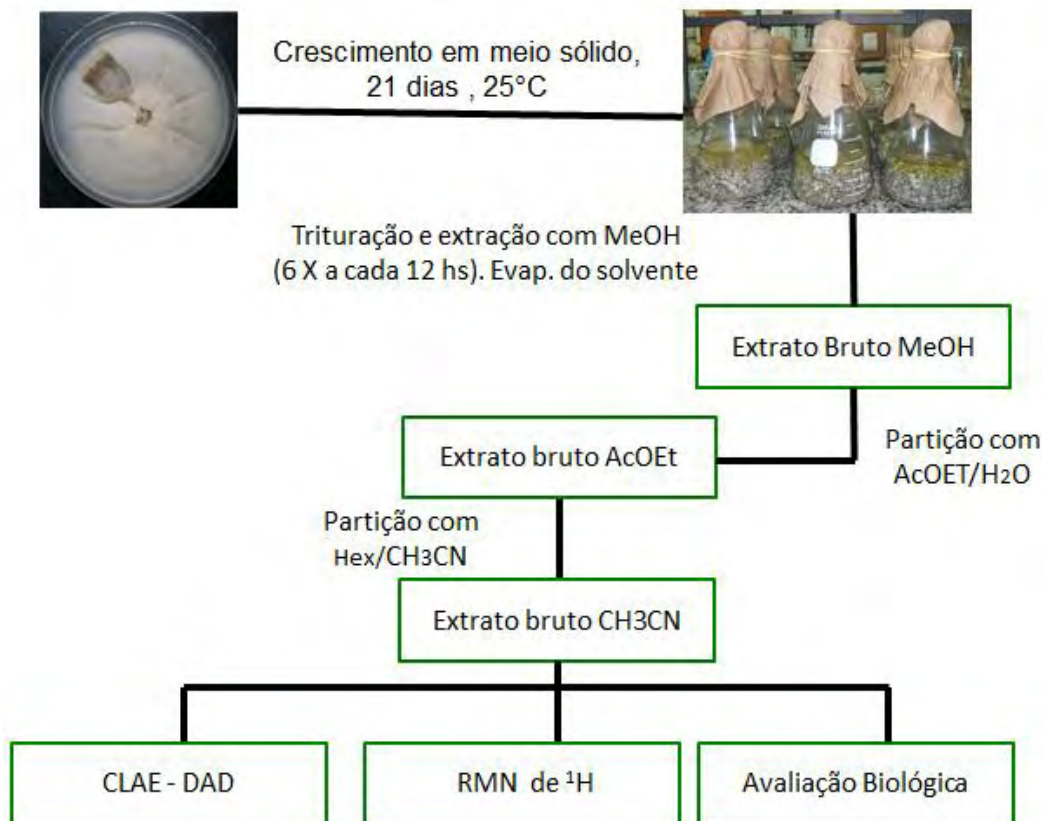 Crescimento em meio sólido,
21 dias , 25°C
Trituração e extração com MeOH
(6 X a cada 12 hs). Evap. do solvente
Extrato Bruto MeOH
Partição com
AcOET/H2O
Extrato bruto AcOEt
Partição com
Hex/CH3CN
Extrato bruto CH3CN
CLAE - DAD
RMN de ¹H
Avaliação Biológica